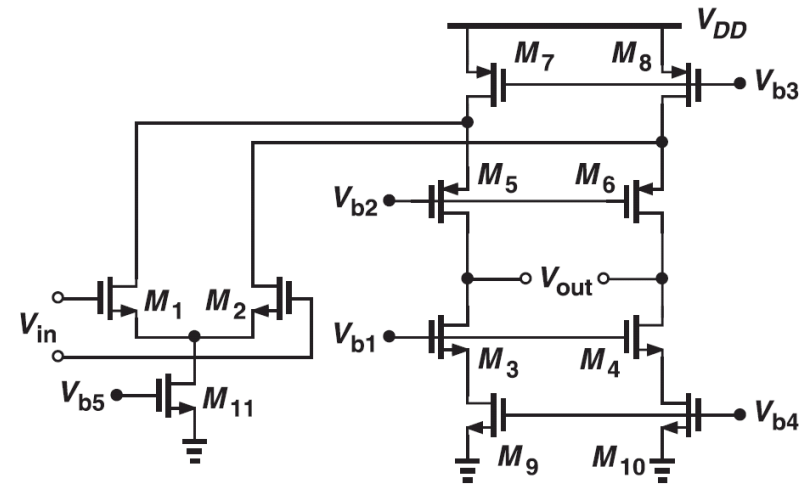 V_DD
M_7 M_8
V_b3
M_5 M_6
V_b2
M_1 M_2
V_out
V_in
V_b1
M_3 M_4
V_b5
M_11
V_b4
M_9 M_10